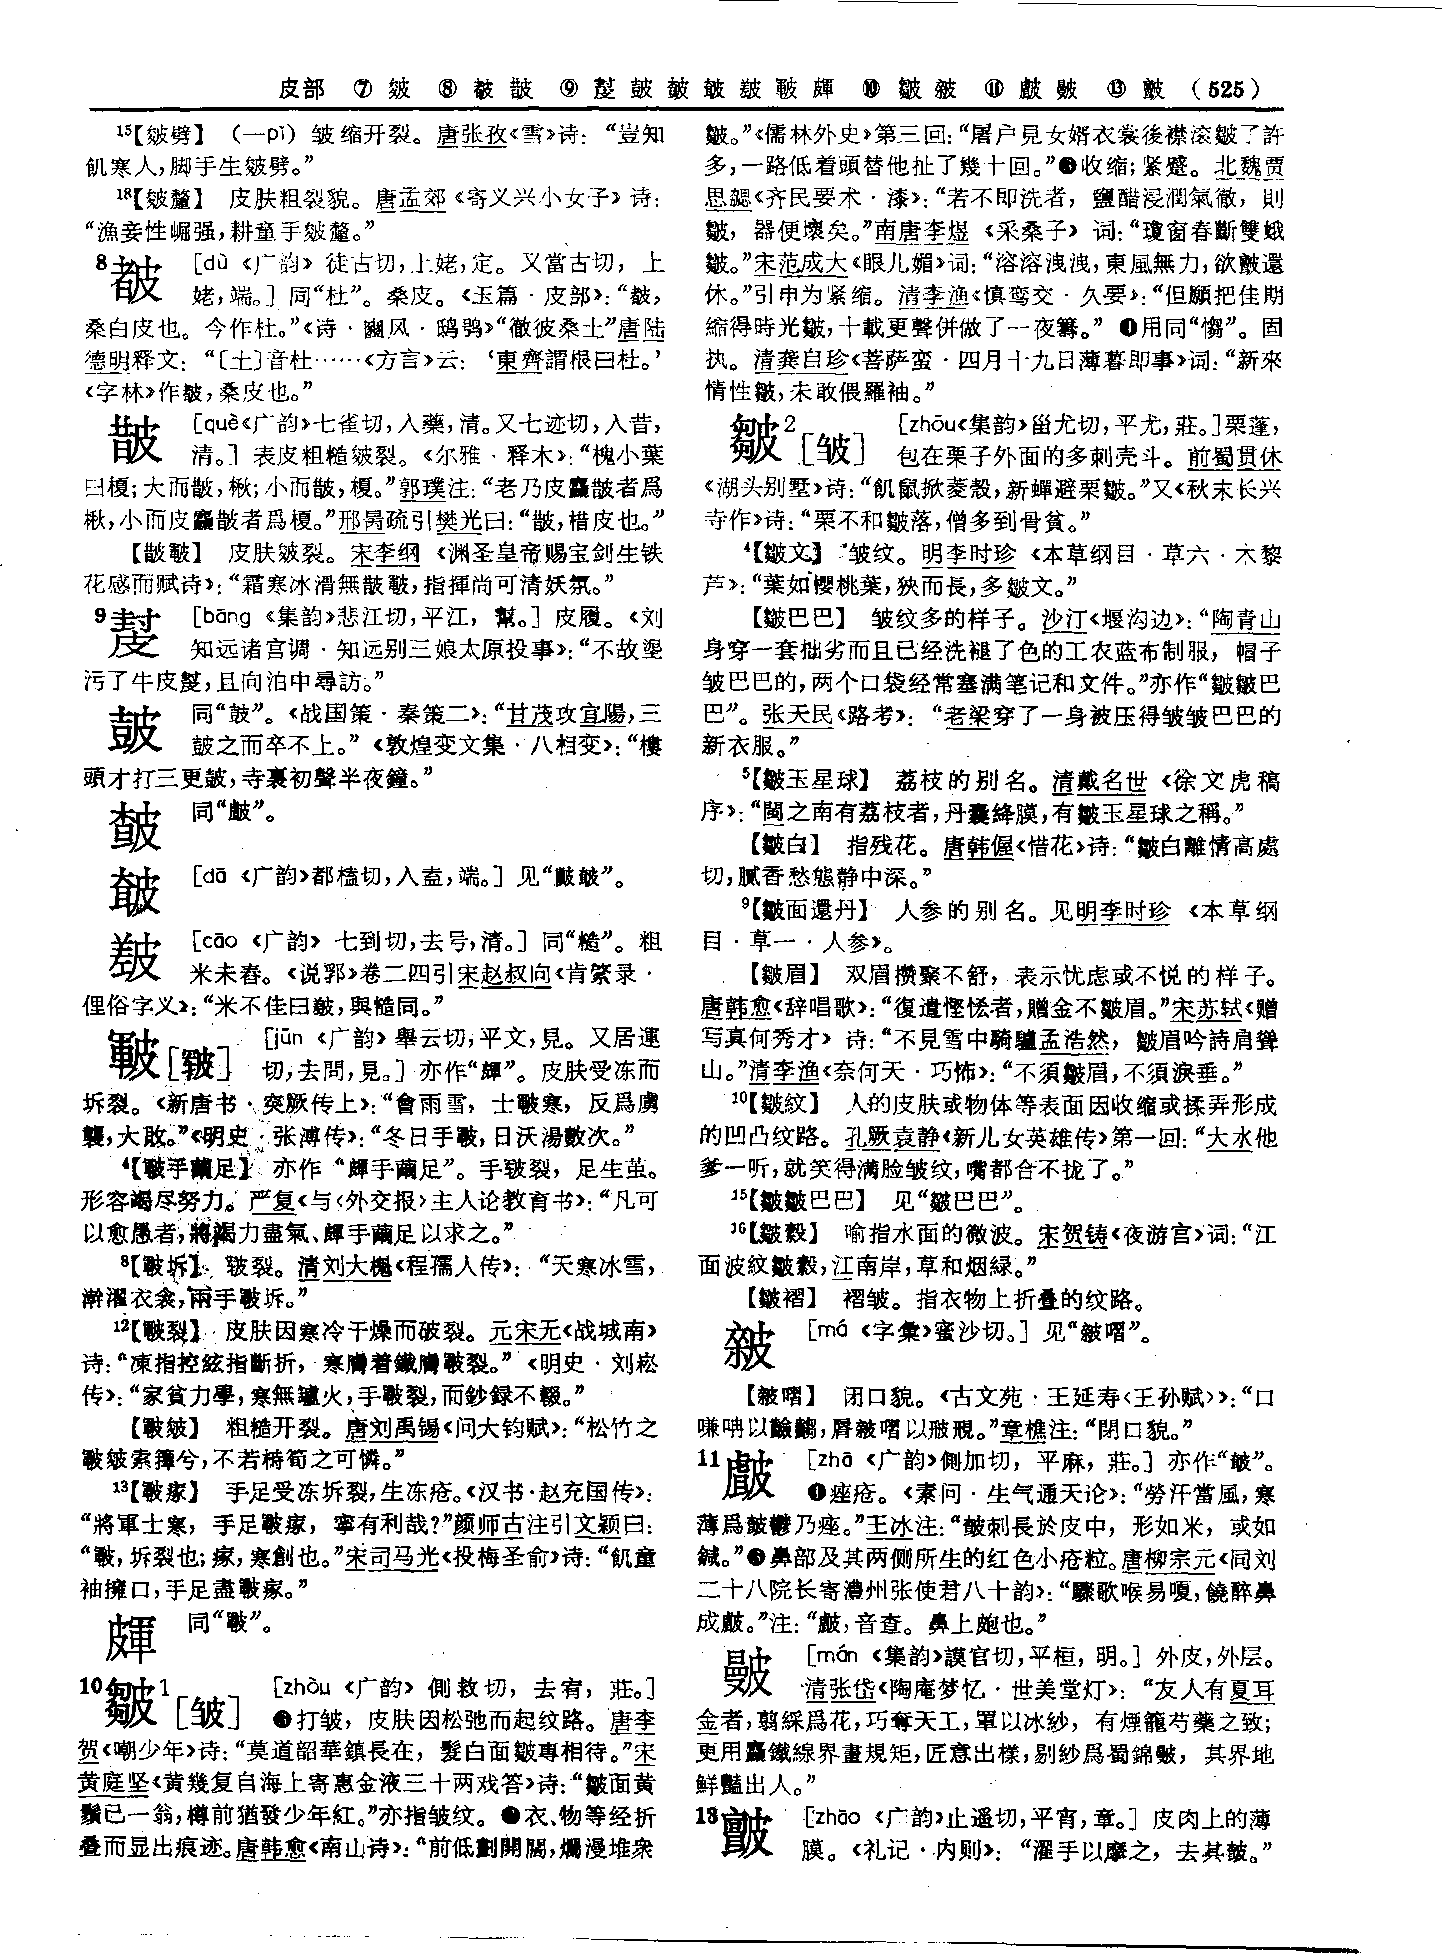 皮部 ⑦ 皴 ⑧ 皵 ⑨ 皷 皸 ⑩ 皺 ⑪ 皻 ⑬ (525)
¹⁵【皴劈】 (—pǐ) 皱缩开裂。唐张孜《雪》诗：“豈知
飢寒人，脚手生皴劈。”
¹⁸【皴釐】 皮肤粗裂貌。唐孟郊《寄义兴小女子》诗：
“漁妾性崛强，耕童手皴釐。”
8 [dù《广韵》徒古切，上姥，定。又當古切，上
姥，端。] 同“杜”。桑皮。《玉篇·皮部》：“，
桑白皮也。今作杜。”《诗·豳风·鸱鸮》“徹彼桑土”唐陆
德明释文：“[土]音杜……《方言》云：‘東齊謂根曰杜。’
《字林》作，桑皮也。”
皵 [què《广韵》七雀切，入藥，清。又七迹切，入昔，
清。] 表皮粗糙皴裂。《尔雅·释木》：“槐小葉
曰榎；大而皵，楸；小而皵，榎。”郭璞注：“老乃皮麤皵者爲
楸，小而皮麤皵者爲榎。”邢昺疏引樊光曰：“皵，棤皮也。”
【皵皸】 皮肤皴裂。宋李纲《渊圣皇帝赐宝剑生铁
花感而赋诗》：“霜寒冰滑無皵皸，指揮尚可清妖氛。”
9 [bāng《集韵》悲江切，平江，幫。] 皮履。《刘
知远诸宫调·知远别三娘太原投事》：“不故埿
污了牛皮，且向泊中尋訪。”
皷 同“鼓”。《战国策·秦策二》：“甘茂攻宜陽，三
皷之而卒不上。”《敦煌变文集·八相变》：“樓
頭才打三更皷，寺裏初聲半夜鐘。”
同“皻”。
[dā《广韵》都榼切，入盍，端。] 见“”。
[cāo《广韵》七到切，去号，清。] 同“糙”。粗
米未舂。《说郛》卷二四引宋赵叔向《肯綮录·
俚俗字义》：“米不佳曰，與糙同。”
皸[皲] [jūn《广韵》舉云切，平文，見。又居運
切，去問，見。] 亦作“皹”。皮肤受冻而
坼裂。《新唐书·突厥传上》：“會雨雪，士皸寒，反爲虜
襲，大敗。”《明史·张溥传》：“冬日手皸，日沃湯數次。”
⁴【皸手繭足】 亦作“皹手繭足”。手皲裂，足生茧。
形容竭尽努力。严复《与〈外交报〉主人论教育书》：“凡可
以愈愚者，將竭力盡氣、皹手繭足以求之。”
⁸【皸坼】 皲裂。清刘大櫆《程孺人传》：“天寒冰雪，
澣濯衣衾，兩手皸坼。”
¹²【皸裂】 皮肤因寒冷干燥而破裂。元宋无《战城南》
诗：“凍指控絃指斷折，寒膚着鐵膚皸裂。”《明史·刘崧
传》：“家貧力學，寒無罏火，手皸裂，而鈔録不輟。”
【皸皴】 粗糙开裂。唐刘禹锡《问大钧赋》：“松竹之
皸皴索籜兮，不若椅筍之可憐。”
¹³【皸瘃】 手足受冻坼裂，生冻疮。《汉书·赵充国传》：
“將軍士寒，手足皸瘃，寧有利哉?”颜师古注引文颖曰：
“皸，坼裂也；瘃，寒創也。”宋司马光《投梅圣俞》诗：“飢童
袖擁口，手足盡皸瘃。”
皹 同“皸”。
10 皺¹[皱] [zhòu《广韵》側救切，去宥，莊。]
❶打皱，皮肤因松弛而起纹路。唐李
贺《嘲少年》诗：“莫道韶華鎮長在，髮白面皺專相待。”宋
黄庭坚《黄幾复自海上寄惠金液三十两戏答》诗：“皺面黄
鬚已一翁，樽前猶發少年紅。”亦指皱纹。❷衣、物等经折
叠而显出痕迹。唐韩愈《南山诗》：“前低劃開闊，爛漫堆衆
皺。”《儒林外史》第三回：“屠户見女婿衣裳後襟滚皺了許
多，一路低着頭替他扯了幾十回。”❸收缩；紧蹙。北魏贾
思勰《齐民要术·漆》：“若不即洗者，鹽醋浸潤氣徹，則
皺，器便壞矣。”南唐李煜《采桑子》词：“瓊窗春斷雙蛾
皺。”宋范成大《眼儿媚》词：“溶溶洩洩，東風無力，欲皺還
休。”引申为紧缩。清李渔《慎鸾交·久要》：“但願把佳期
縮得時光皺，十載更聲併做了一夜籌。” ❹用同“㥮”。固
执。清龚自珍《菩萨蛮·四月十九日薄暮即事》词：“新來
情性皺，未敢偎羅袖。”
皺²[皱] [zhōu《集韵》甾尤切，平尤，莊。]栗蓬，
包在栗子外面的多刺壳斗。前蜀贯休
《湖头别墅》诗：“飢鼠掀菱殼，新蟬避栗皺。”又《秋末长兴
寺作》诗：“栗不和皺落，僧多到骨貧。”
⁴【皺文】 皱纹。明李时珍《本草纲目·草六·木黎
芦》：“葉如櫻桃葉，狹而長，多皺文。”
【皺巴巴】 皱纹多的样子。沙汀《堰沟边》：“陶青山
身穿一套拙劣而且已经洗褪了色的工衣蓝布制服，帽子
皱巴巴的，两个口袋经常塞满笔记和文件。”亦作“皺皺巴
巴”。张天民《路考》：“老梁穿了一身被压得皱皱巴巴的
新衣服。”
⁵【皺玉星球】 荔枝的别名。清戴名世《徐文虎稿
序》：“閩之南有荔枝者，丹囊絳膜，有皺玉星球之稱。”
【皺白】 指残花。唐韩偓《惜花》诗：“皺白離情高處
切，膩香愁態静中深。”
⁹【皺面還丹】 人参的别名。见明李时珍《本草纲
目·草一·人参》。
【皺眉】 双眉攒聚不舒，表示忧虑或不悦的样子。
唐韩愈《辞唱歌》：“復遣慳恡者，贈金不皺眉。”宋苏轼《赠
写真何秀才》诗：“不見雪中騎驢孟浩然，皺眉吟詩肩聳
山。”清李渔《奈何天·巧怖》：“不須皺眉，不須淚垂。”
¹⁰【皺紋】 人的皮肤或物体等表面因收缩或揉弄形成
的凹凸纹路。孔厥袁静《新儿女英雄传》第一回：“大水他
爹一听，就笑得满脸皱纹，嘴都合不拢了。”
¹⁵【皺皺巴巴】 见“皺巴巴”。
¹⁶【皺縠】 喻指水面的微波。宋贺铸《夜游宫》词：“江
面波紋皺縠，江南岸，草和烟緑。”
【皺褶】 褶皱。指衣物上折叠的纹路。
[má《字彙》蜜沙切。] 见“㗩”。
【㗩】 闭口貌。《古文苑·王延寿〈王孙赋〉》：“口
嗛呥以，脣㗩以。”章樵注：“閉口貌。”
11 皻 [zhā《广韵》側加切，平麻，莊。] 亦作“”。
❶痤疮。《素问·生气通天论》：“勞汗當風，寒
薄爲皶鬱乃痤。”王冰注：“皶刺長於皮中，形如米，或如
鍼。”❷鼻部及其两侧所生的红色小疮粒。唐柳宗元《同刘
二十八院长寄澧州张使君八十韵》：“驟歌喉易嗄，饒醉鼻
成皻。”注：“皻，音查。鼻上皰也。”
[mán《集韵》謨官切，平桓，明。] 外皮，外层。
清张岱《陶庵梦忆·世美堂灯》：“友人有夏耳
金者，翦綵爲花，巧奪天工，罩以冰紗，有煙籠芍藥之致；
更用麤鐵線界畫規矩，匠意出樣，剔紗爲蜀錦，其界地
鮮豔出人。”
13 [zhāo《广韵》止遥切，平宵，章。] 皮肉上的薄
膜。《礼记·内则》：“濯手以摩之，去其。”